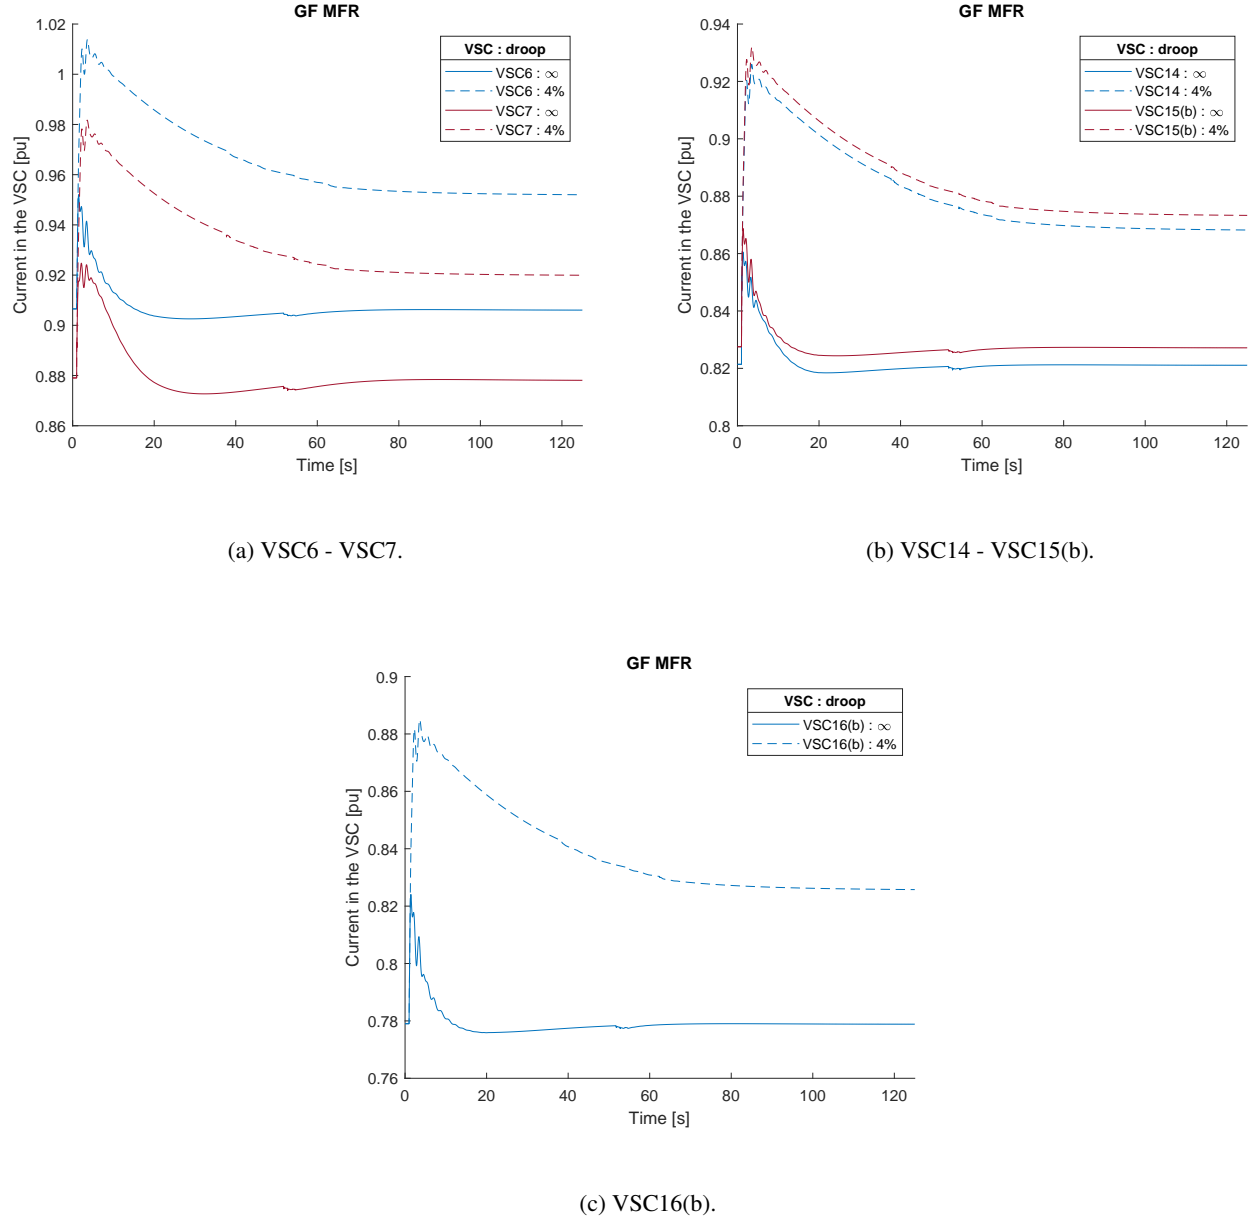 GF MFR
1.02
1
0.98
0.96
0.94
0.92
0.9
0.88
0.86
Current in the VSC [pu]
VSC : droop
VSC6 : ∞
VSC6 : 4%
VSC7 : ∞
VSC7 : 4%
0 20 40 60 80 100 120
Time [s]
(a) VSC6 - VSC7.
GF MFR
0.94
0.92
0.9
0.88
0.86
0.84
0.82
0.8
Current in the VSC [pu]
VSC : droop
VSC14 : ∞
VSC14 : 4%
VSC15(b) : ∞
VSC15(b) : 4%
0 20 40 60 80 100 120
Time [s]
(b) VSC14 - VSC15(b).
GF MFR
0.9
0.88
0.86
0.84
0.82
0.8
0.78
0.76
Current in the VSC [pu]
VSC : droop
VSC16(b) : ∞
VSC16(b) : 4%
0 20 40 60 80 100 120
Time [s]
(c) VSC16(b).